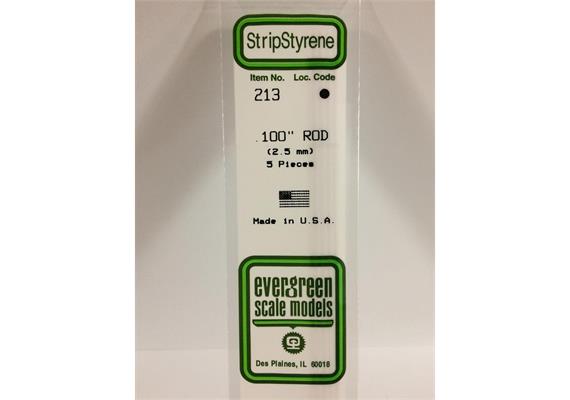 StripStyrene
Item No. Loc. Code
213
.100" ROD
(2.5 mm)
5 Pieces
Made in U.S.A.
evergreen
scale models
Des Plaines, IL 60018